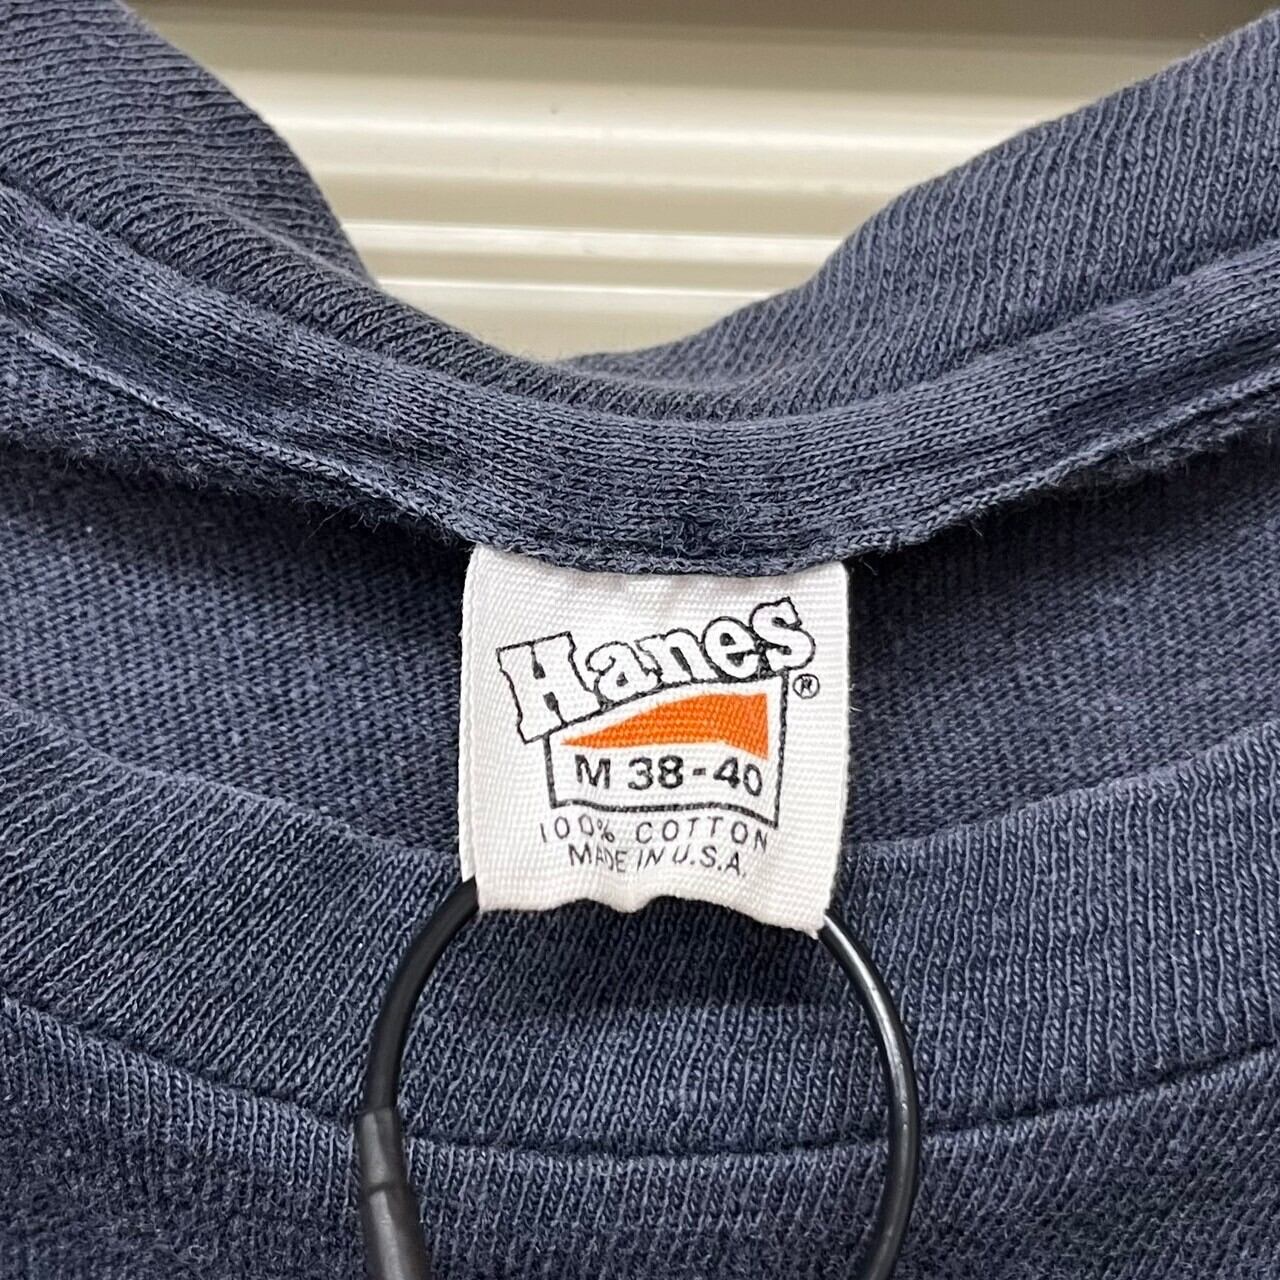 Hanes®
M 38-40
100% COTTON
MADE IN U.S.A.